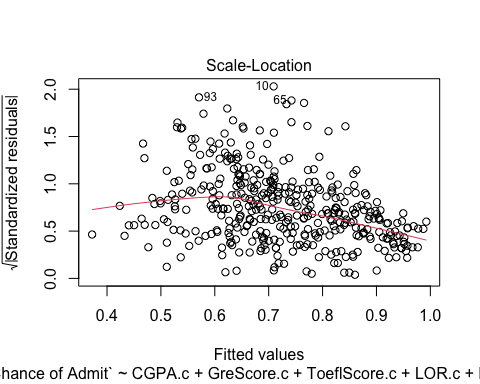 Scale-Location
√|Standardized residuals|
2.0
1.5
1.0
0.5
0.0
10
93
65
0.4 0.5 0.6 0.7 0.8 0.9 1.0
Fitted values
hance of Admit` ~ CGPA.c + GreScore.c + ToeflScore.c + LOR.c +